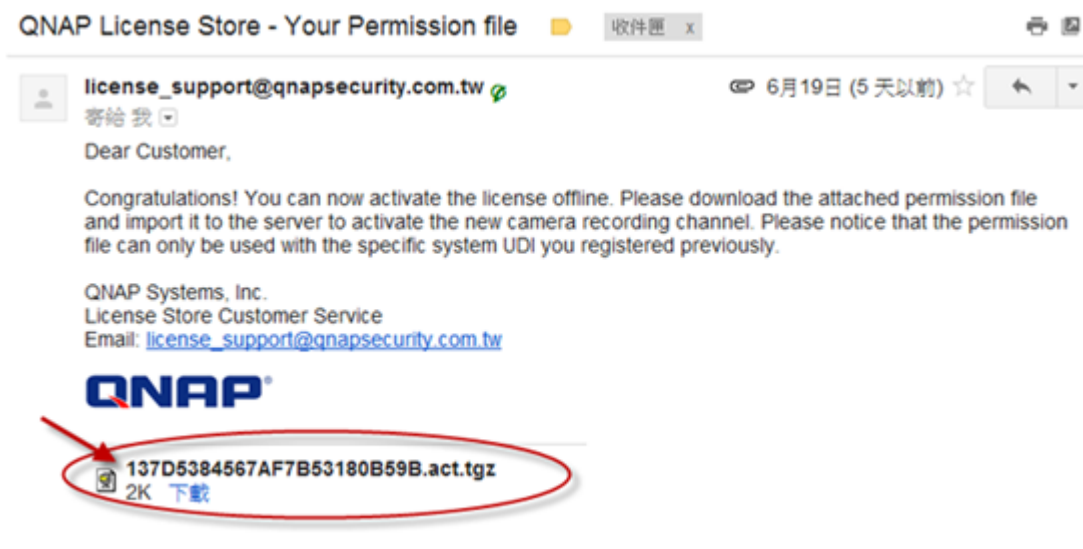 QNAP License Store - Your Permission file 收件匣 x
license_support@qnapsecurity.com.tw 6月19日 (5 天以前)
寄給 我
Dear Customer,
Congratulations! You can now activate the license offline. Please download the attached permission file
and import it to the server to activate the new camera recording channel. Please notice that the permission
file can only be used with the specific system UDI you registered previously.
QNAP Systems, Inc.
License Store Customer Service
Email: license_support@qnapsecurity.com.tw
QNAP
137D5384567AF7B53180B59B.act.tgz
2K 下載